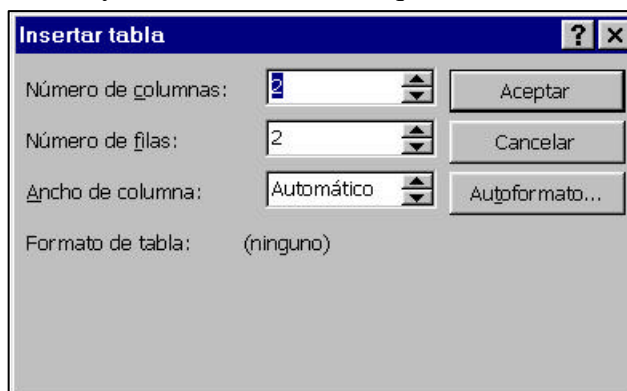 Insertar tabla
Número de columnas: 2 Aceptar
Número de filas: 2 Cancelar
Ancho de columna: Automático Autoformato...
Formato de tabla: (ninguno)